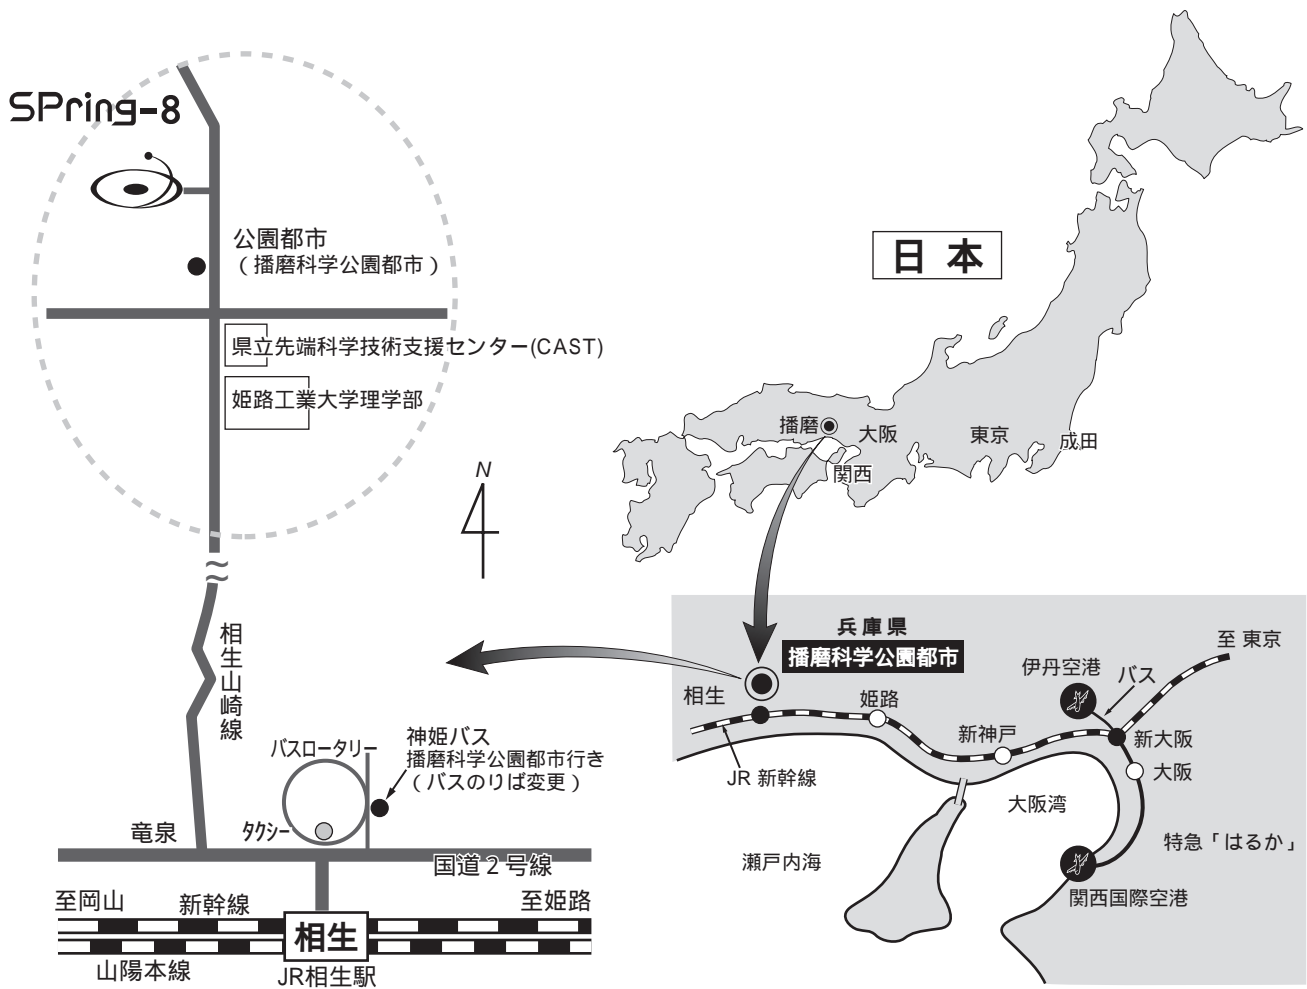 SPring-8
公園都市
（播磨科学公園都市）
県立先端科学技術支援センター(CAST)
姫路工業大学理学部
N
相生山崎線
バスロータリー
神姫バス
播磨科学公園都市行き
（バスのりば変更）
タクシー
竜泉
国道２号線
至岡山
新幹線
至姫路
相生
山陽本線
JR相生駅
日本
播磨
大阪
東京
成田
関西
兵庫県
播磨科学公園都市
至 東京
伊丹空港
バス
相生
姫路
新神戸
新大阪
大阪
JR 新幹線
大阪湾
特急「はるか」
瀬戸内海
関西国際空港